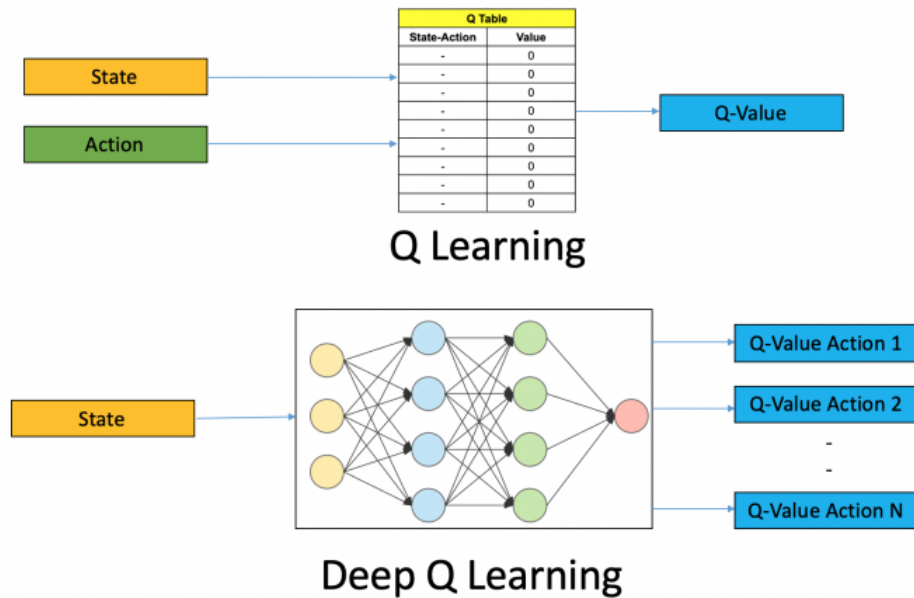 Q Table
State-Action Value
- 0
- 0
- 0
- 0
- 0
- 0
- 0
- 0
- 0
State
Action
Q-Value
Q Learning
State
Q-Value Action 1
Q-Value Action 2
-
-
Q-Value Action N
Deep Q Learning